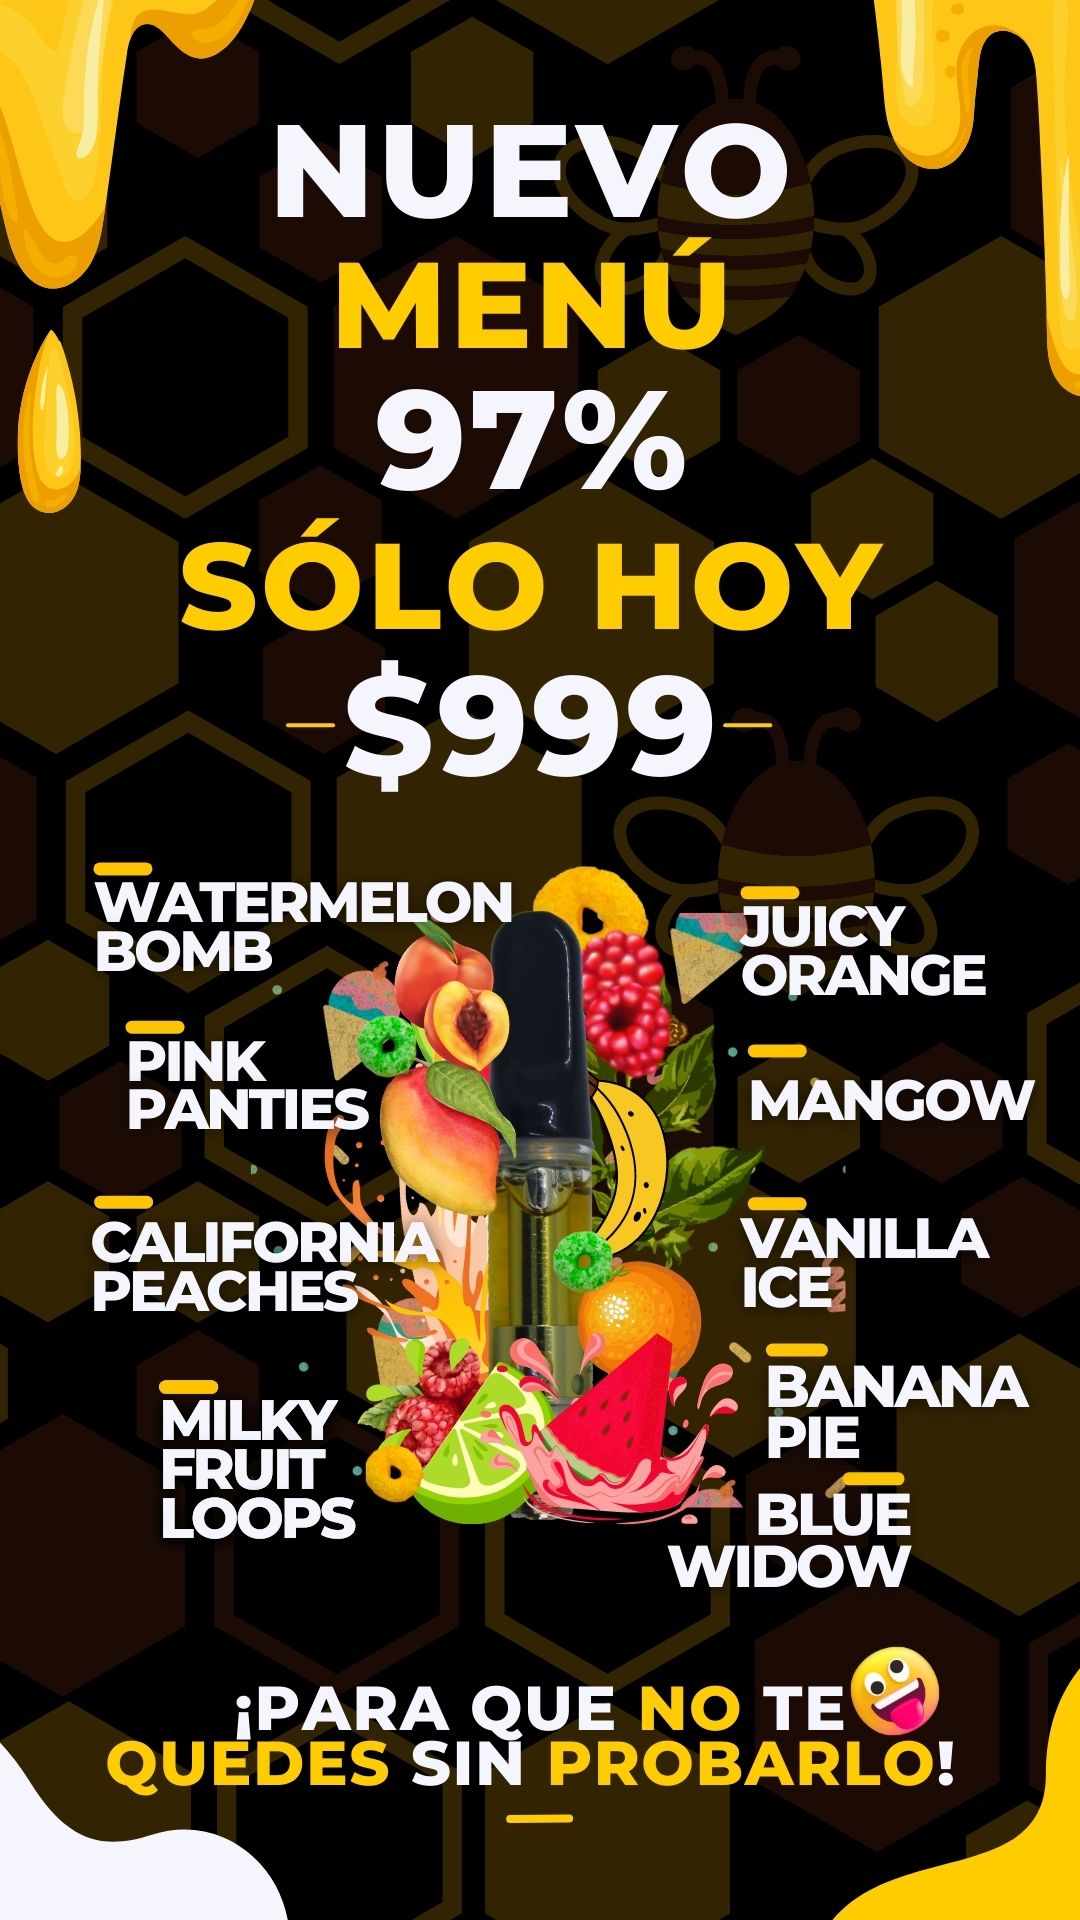 NUEVO
MENÚ
97%
SÓLO HOY
$999
WATERMELON
BOMB
PINK
PANTIES
CALIFORNIA
PEACHES
MILKY
FRUIT
LOOPS
JUICY
ORANGE
MANGOW
VANILLA
ICE
BANANA
PIE
BLUE
WIDOW
¡PARA QUE NO TE
QUEDES SIN PROBARLO!